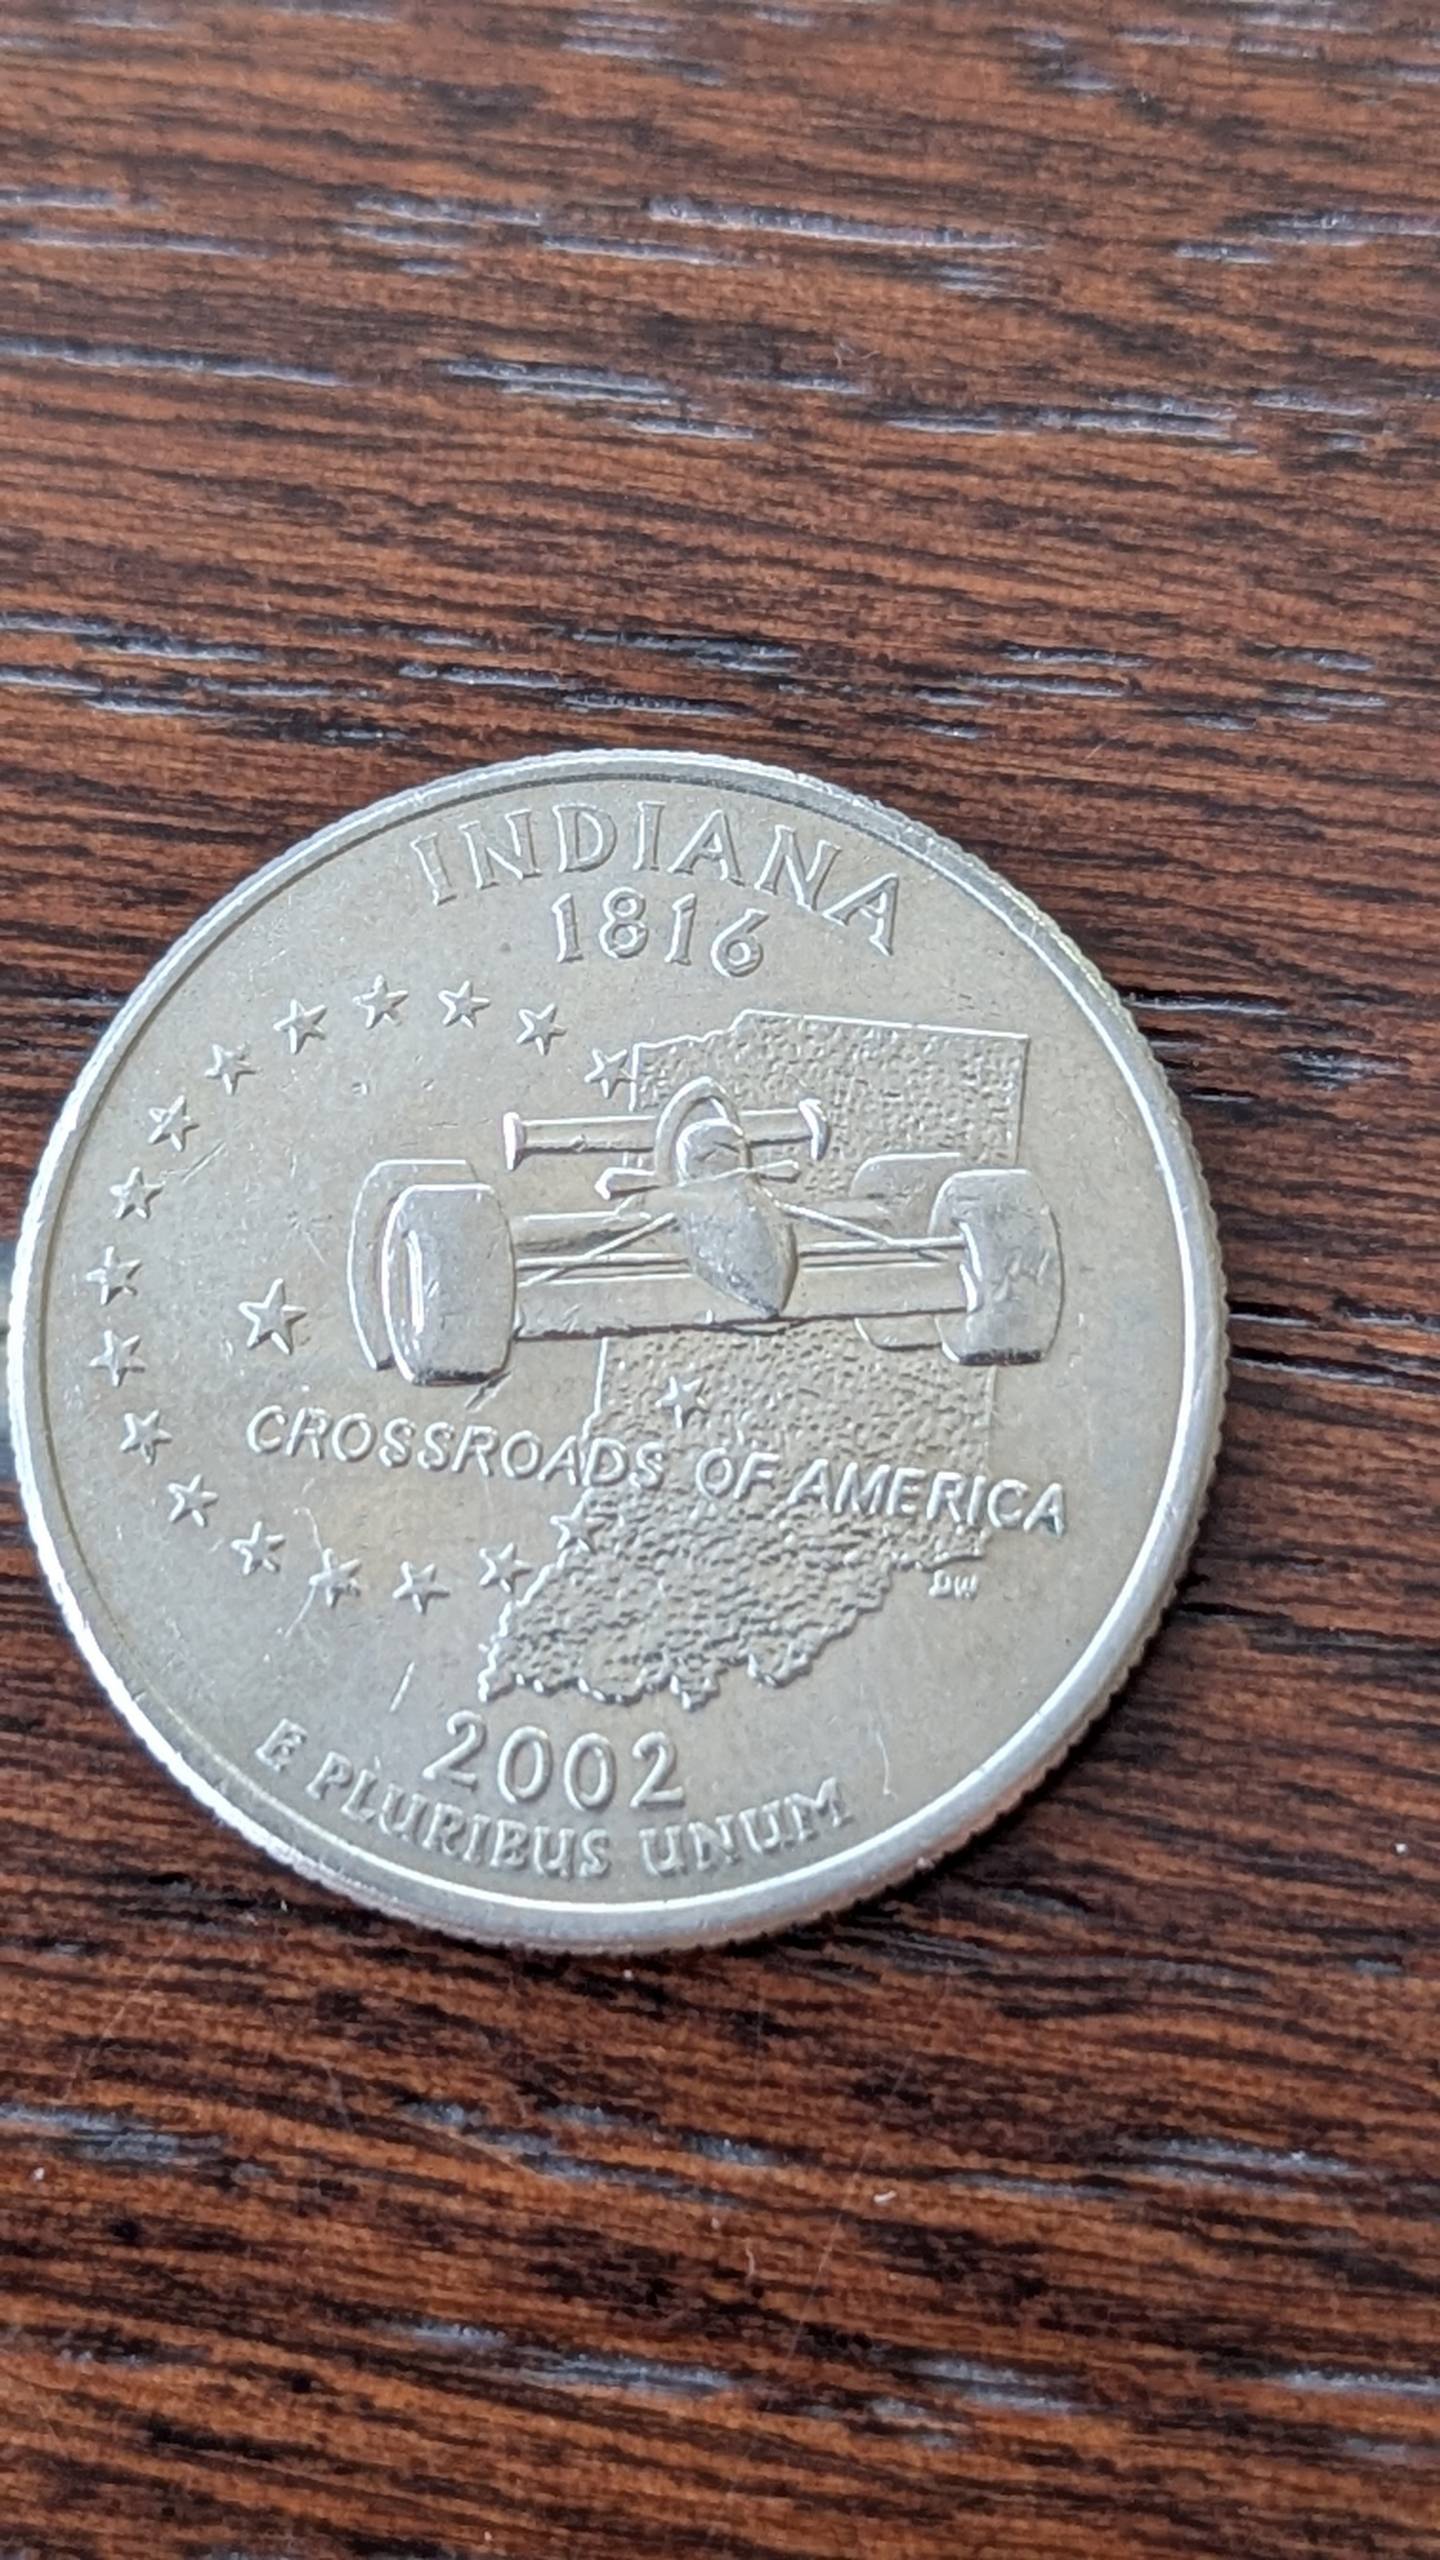 INDIANA
1816
CROSSROADS OF AMERICA
DW
2002
E PLURIBUS UNUM